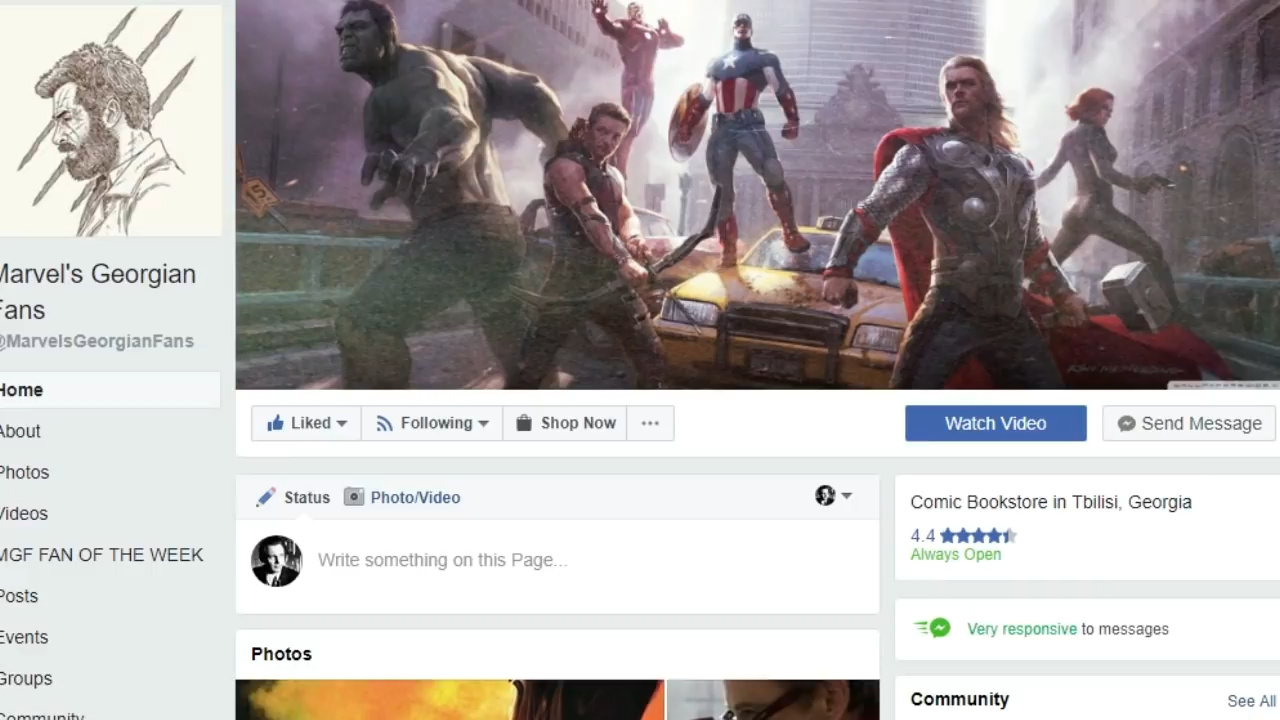 Marvel's Georgian
Fans
@MarvelsGeorgianFans
Home
About
Photos
Videos
MGF FAN OF THE WEEK
Posts
Events
Groups
Community
Liked
Following
Shop Now
Watch Video
Send Message
Status
Photo/Video
Write something on this Page...
Photos
Comic Bookstore in Tbilisi, Georgia
4.4
Always Open
Very responsive to messages
Community
See All